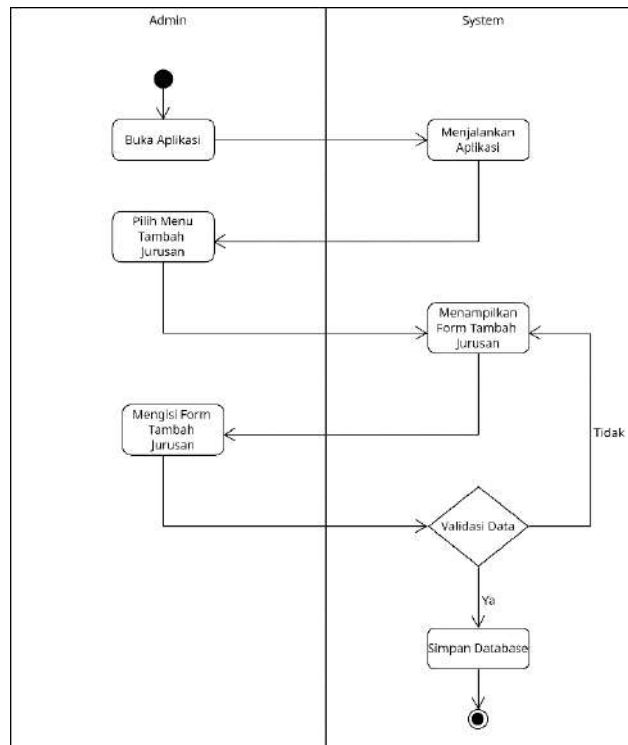 Admin
System
Buka Aplikasi
Menjalankan
Aplikasi
Pilih Menu
Tambah
Jurusan
Menampilkan
Form Tambah
Jurusan
Mengisi Form
Tambah
Jurusan
Tidak
Validasi Data
Ya
Simpan Database